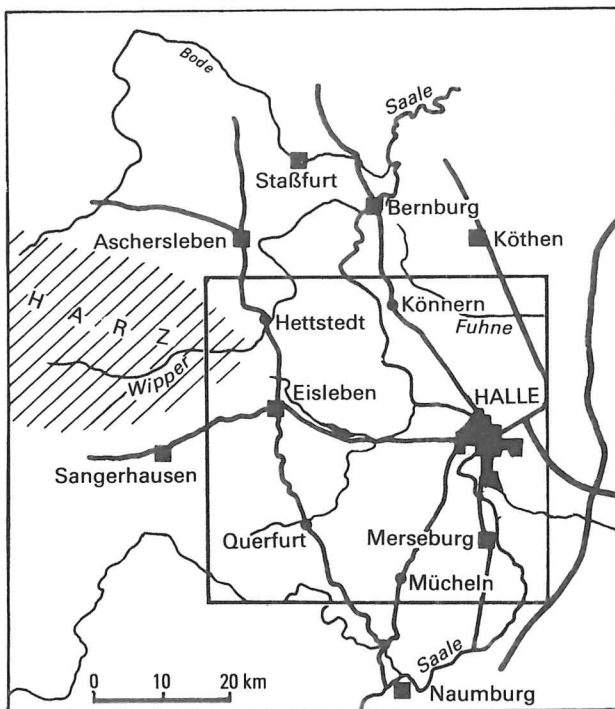 Bode
Saale
Staßfurt
Bernburg
Aschersleben
Köthen
HARZ
Könnern
Hettstedt
Fuhne
Wipper
Eisleben
HALLE
Sangerhausen
Querfurt
Merseburg
Mücheln
Saale
0 10 20 km
Naumburg